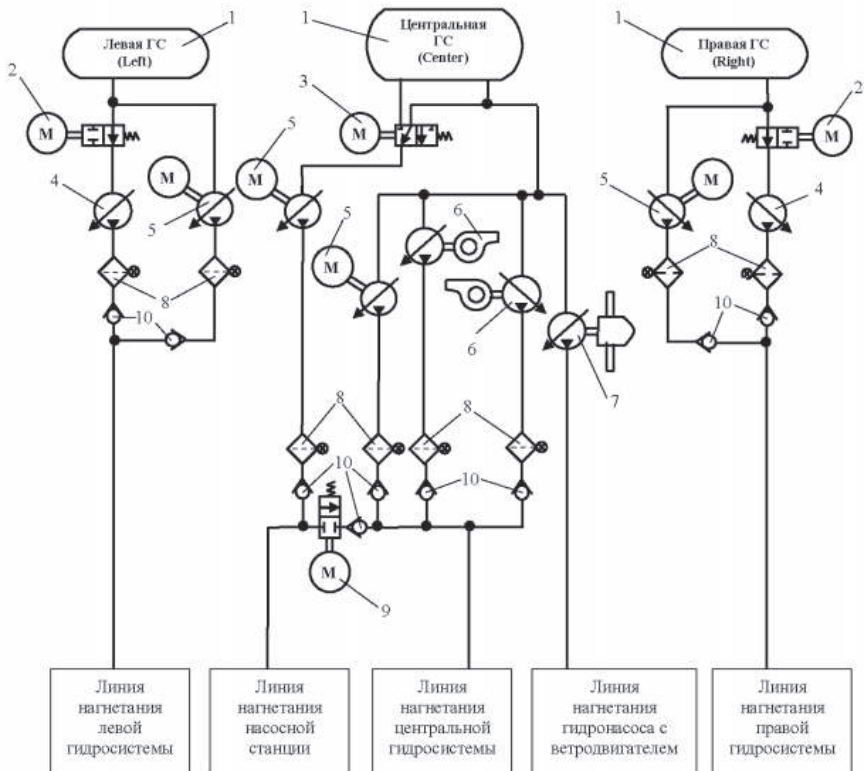 1
Левая ГС
(Left)
1
Центральная
ГС
(Center)
1
Правая ГС
(Right)
2
M
3
M
2
M
4
M
5
5
M
5
M
4
5
M
6
6
7
8
8
8
8
10
10
10
M
9
Линия
нагнетания
левой
гидросистемы
Линия
нагнетания
насосной
станции
Линия
нагнетания
центральной
гидросистемы
Линия
нагнетания
гидронасоса с
ветродвигателем
Линия
нагнетания
правой
гидросистемы
10